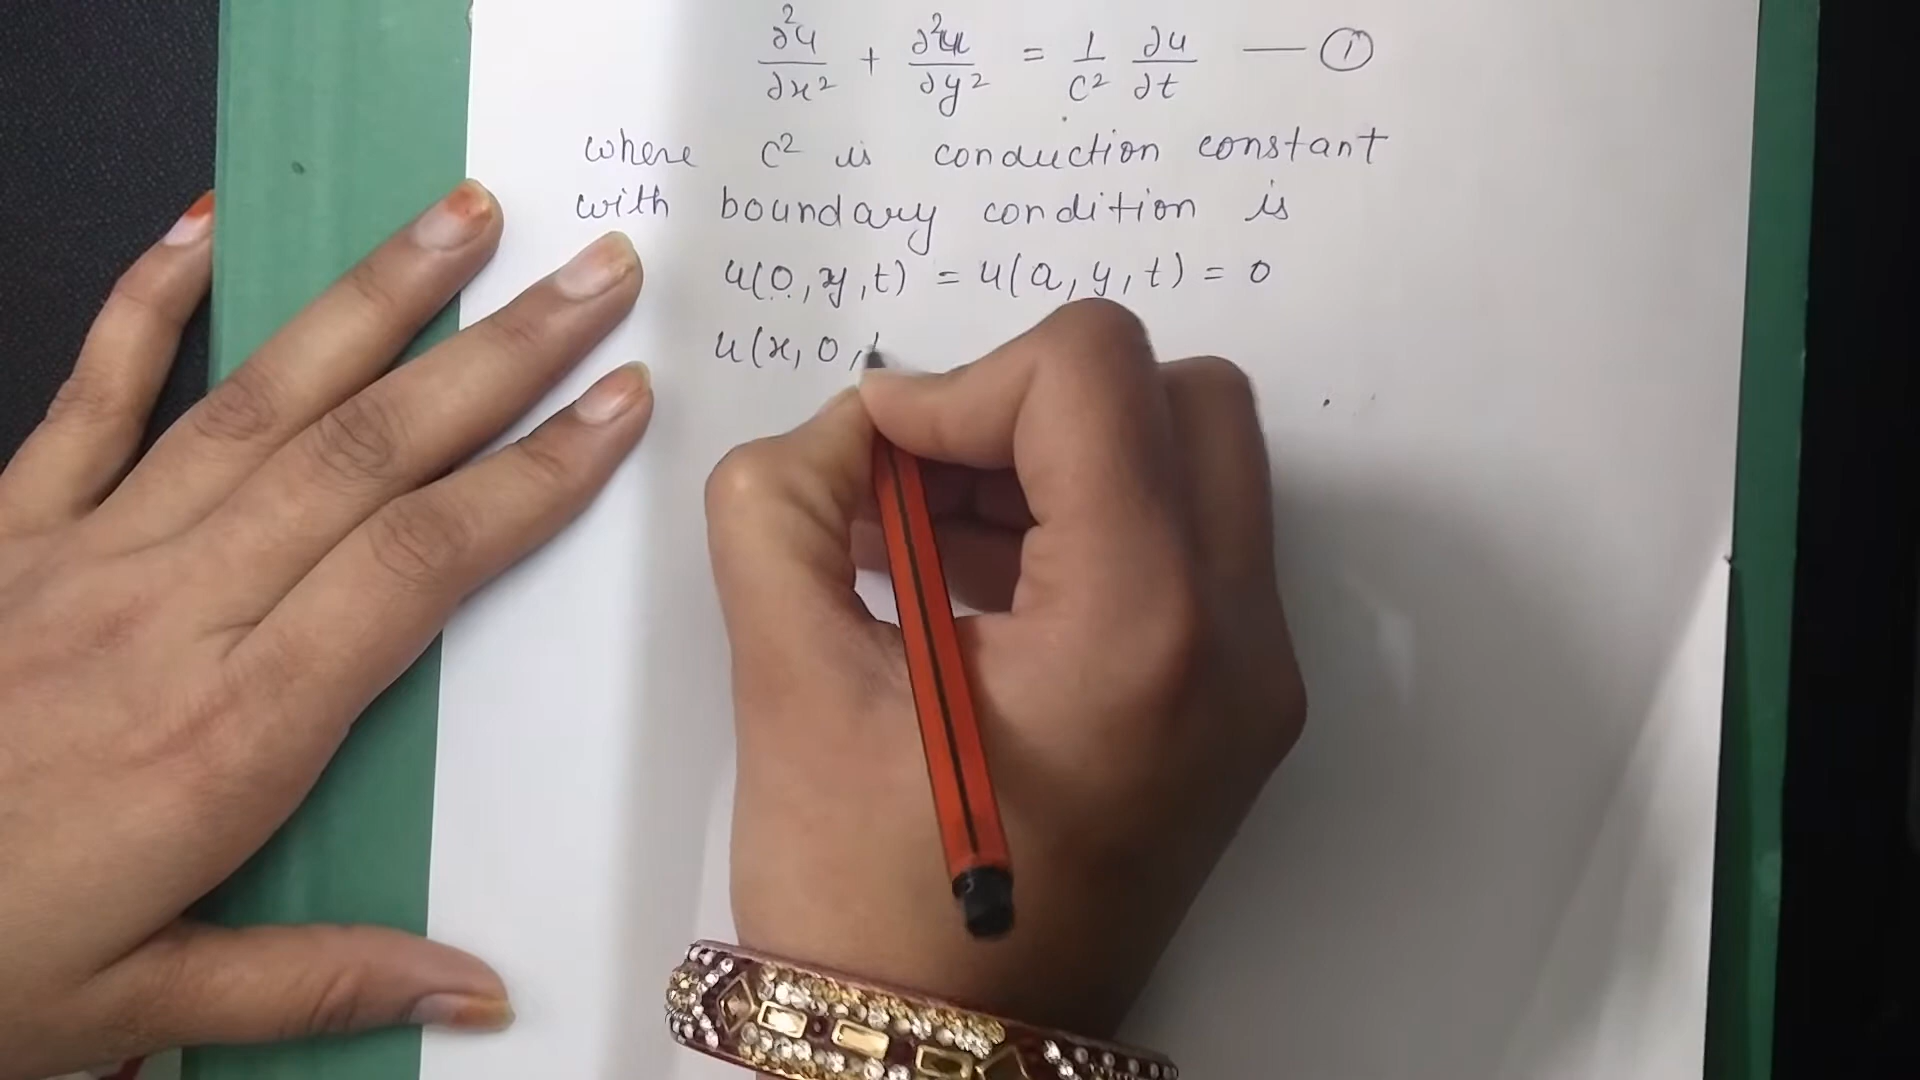 ∂²u/∂x² + ∂²u/∂y² = 1/c² ∂u/∂t — ①
where c² is conduction constant
with boundary condition is
u(0, y, t) = u(a, y, t) = 0
u(x, 0,